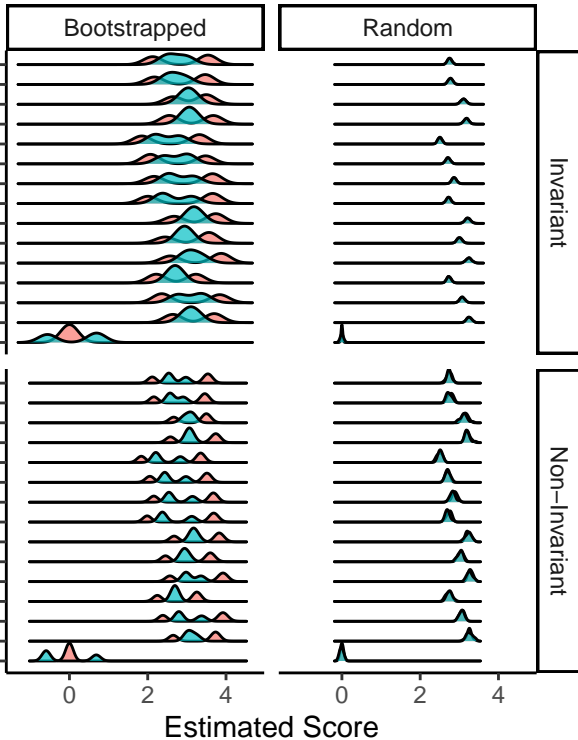 Bootstrapped Random
Invariant
Non−Invariant
0 2 4 0 2 4
Estimated Score